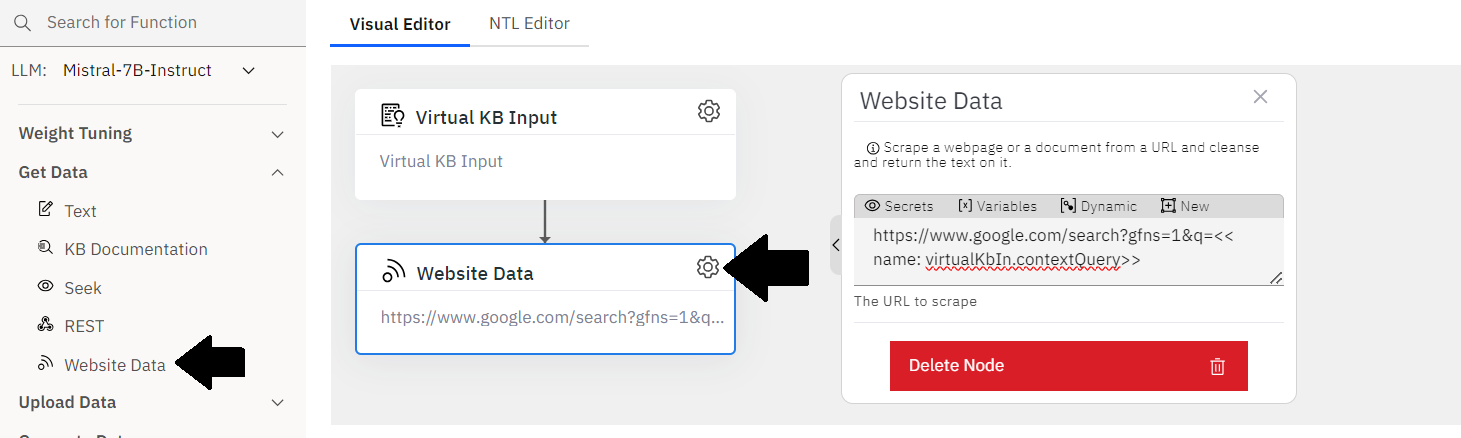 Search for Function
LLM: Mistral-7B-Instruct
Weight Tuning
Get Data
Text
KB Documentation
Seek
REST
Website Data
Upload Data
Visual Editor
NTL Editor
Virtual KB Input
Virtual KB Input
Website Data
https://www.google.com/search?gfns=1&q...
Website Data
Scrape a webpage or a document from a URL and cleanse
and return the text on it.
Secrets Variables Dynamic New
https://www.google.com/search?gfns=1&q=<<
name: virtualKbIn.contextQuery>>
The URL to scrape
Delete Node